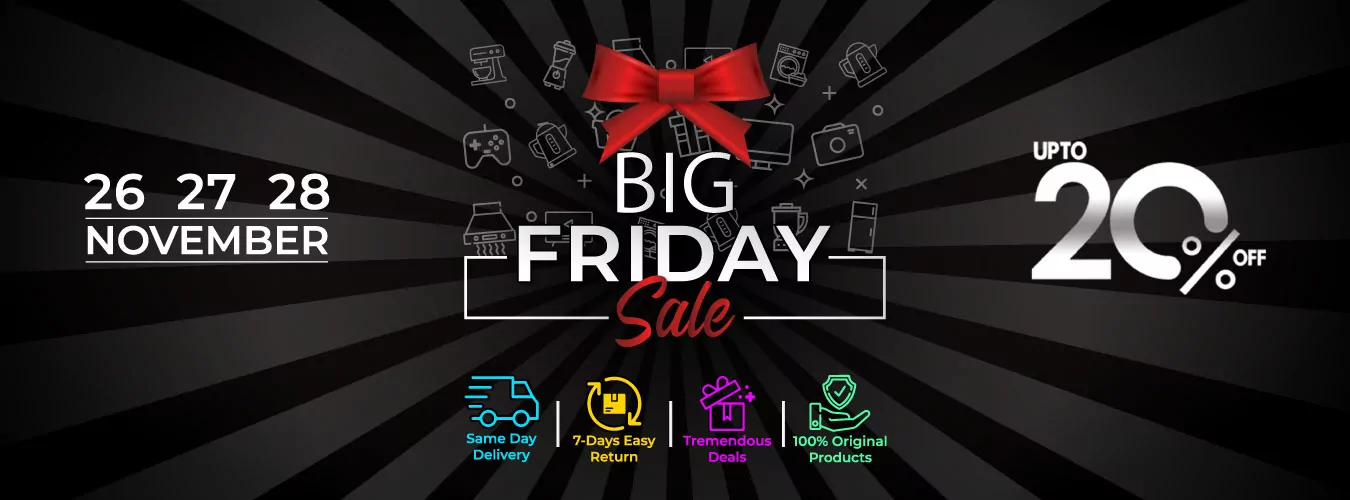 26 27 28
NOVEMBER
BIG
FRIDAY
Sale
UPTO
20%
OFF
Same Day
Delivery
7-Days Easy
Return
Tremendous
Deals
100% Original
Products